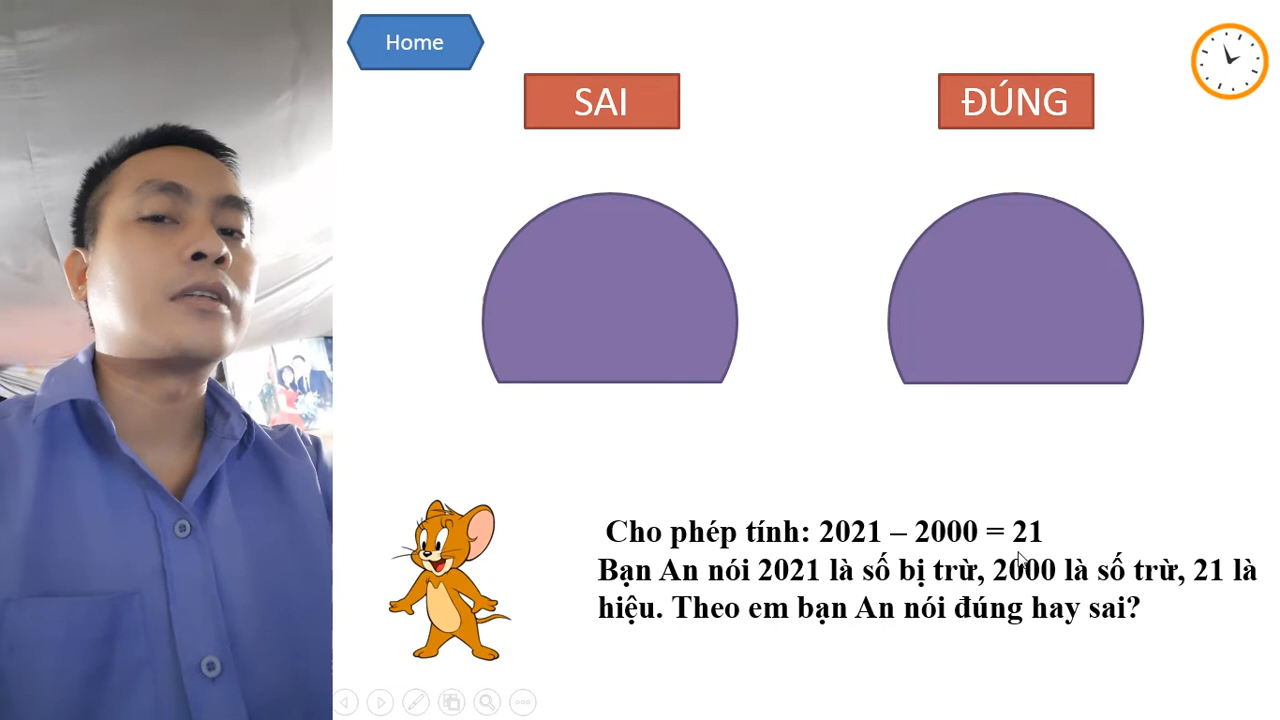 Home
SAI
ĐÚNG
Cho phép tính: 2021 – 2000 = 21
Bạn An nói 2021 là số bị trừ, 2000 là số trừ, 21 là
hiệu. Theo em bạn An nói đúng hay sai?